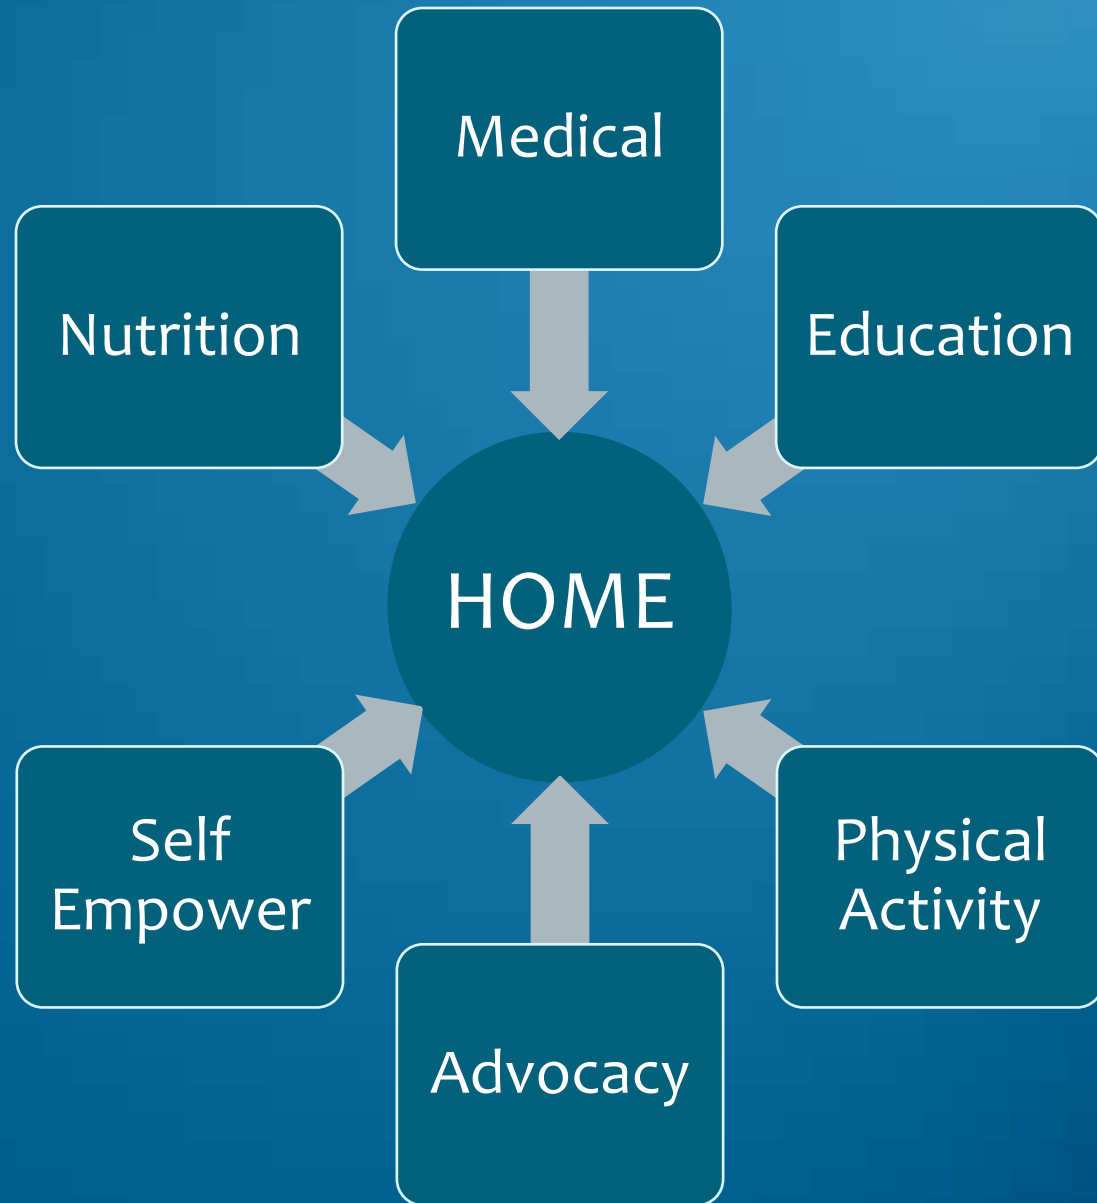 Medical
Nutrition
Education
HOME
Self
Empower
Physical
Activity
Advocacy